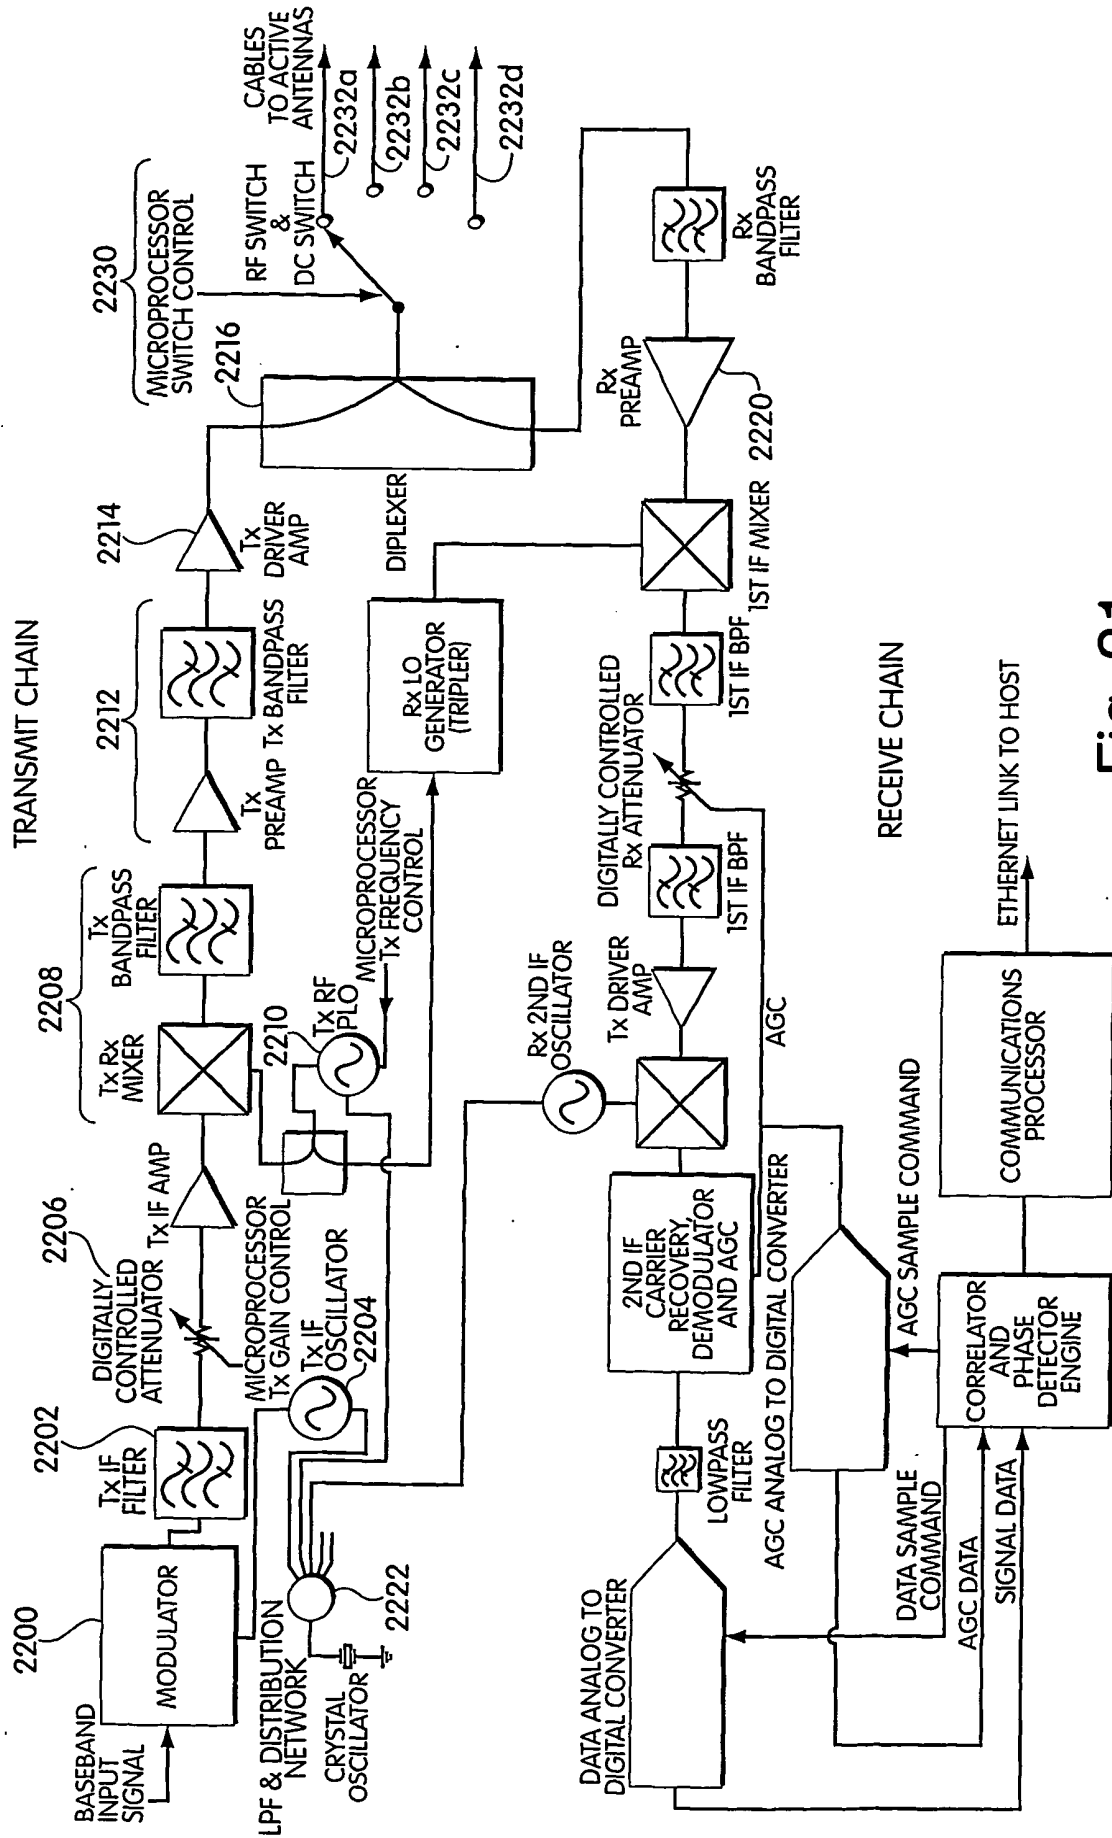 TRANSMIT CHAIN
BASEBAND
INPUT
SIGNAL
2200
MODULATOR
2202
Tx IF
FILTER
DIGITALLY
CONTROLLED
ATTENUATOR
2206
Tx IF AMP
MICROPROCESSOR
Tx GAIN CONTROL
Tx IF
OSCILLATOR
2204
2208
Tx Rx
MIXER
Tx
BANDPASS
FILTER
2210
Tx RF
PLO
MICROPROCESSOR
Tx FREQUENCY
CONTROL
2212
Tx
PREAMP
Tx BANDPASS
FILTER
2214
Tx
DRIVER
AMP
2216
DIPLEXER
2230
MICROPROCESSOR
SWITCH CONTROL
RF SWITCH
&
DC SWITCH
CABLES
TO ACTIVE
ANTENNAS
2232a
2232b
2232c
2232d
LPF & DISTRIBUTION
NETWORK
2222
CRYSTAL
OSCILLATOR
Rx LO
GENERATOR
(TRIPLER)
Rx
BANDPASS
FILTER
Rx
PREAMP
2220
1ST IF MIXER
1ST IF BPF
DIGITALLY CONTROLLED
Rx ATTENUATOR
1ST IF BPF
Tx DRIVER
AMP
Rx 2ND IF
OSCILLATOR
AGC
2ND IF
CARRIER
RECOVERY,
DEMODULATOR
AND AGC
LOWPASS
FILTER
DATA ANALOG TO
DIGITAL CONVERTER
AGC ANALOG TO DIGITAL CONVERTER
RECEIVE CHAIN
DATA SAMPLE
COMMAND
AGC DATA
SIGNAL DATA
AGC SAMPLE COMMAND
CORRELATOR
AND
PHASE
DETECTOR
ENGINE
COMMUNICATIONS
PROCESSOR
ETHERNET LINK TO HOST